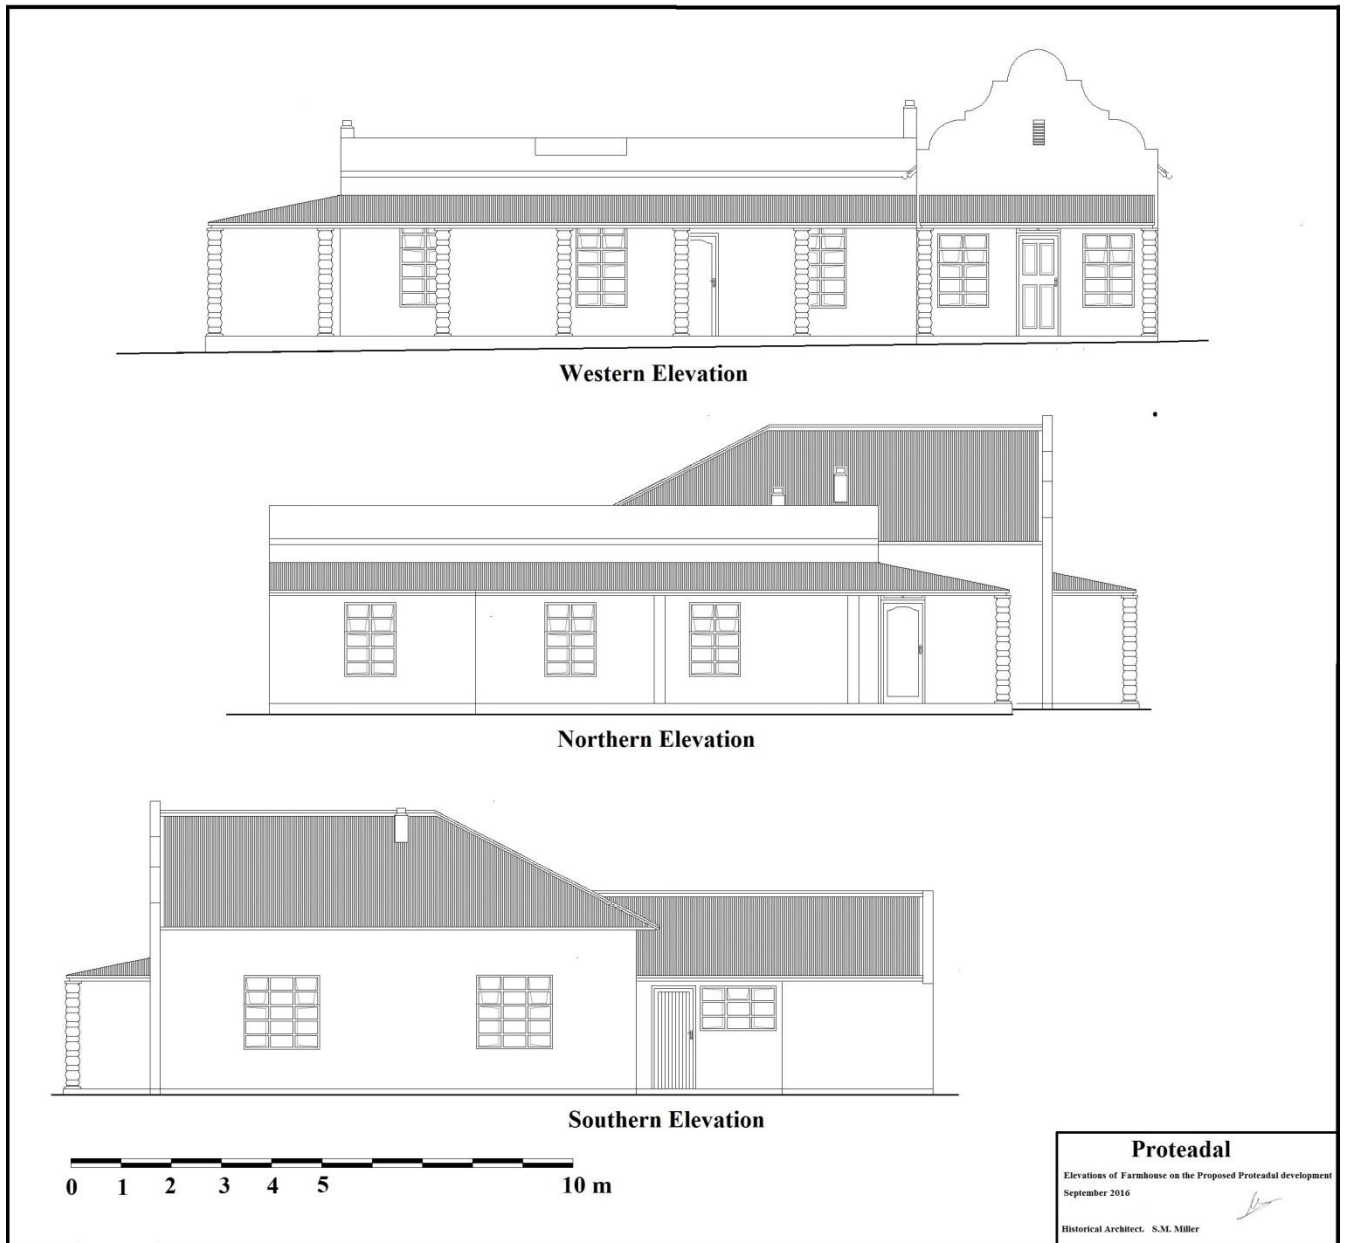 Western Elevation
Northern Elevation
Southern Elevation
0 1 2 3 4 5 10 m
Proteadal
Elevations of Farmhouse on the Proposed Proteadal development
September 2016
Historical Architect. S.M. Miller